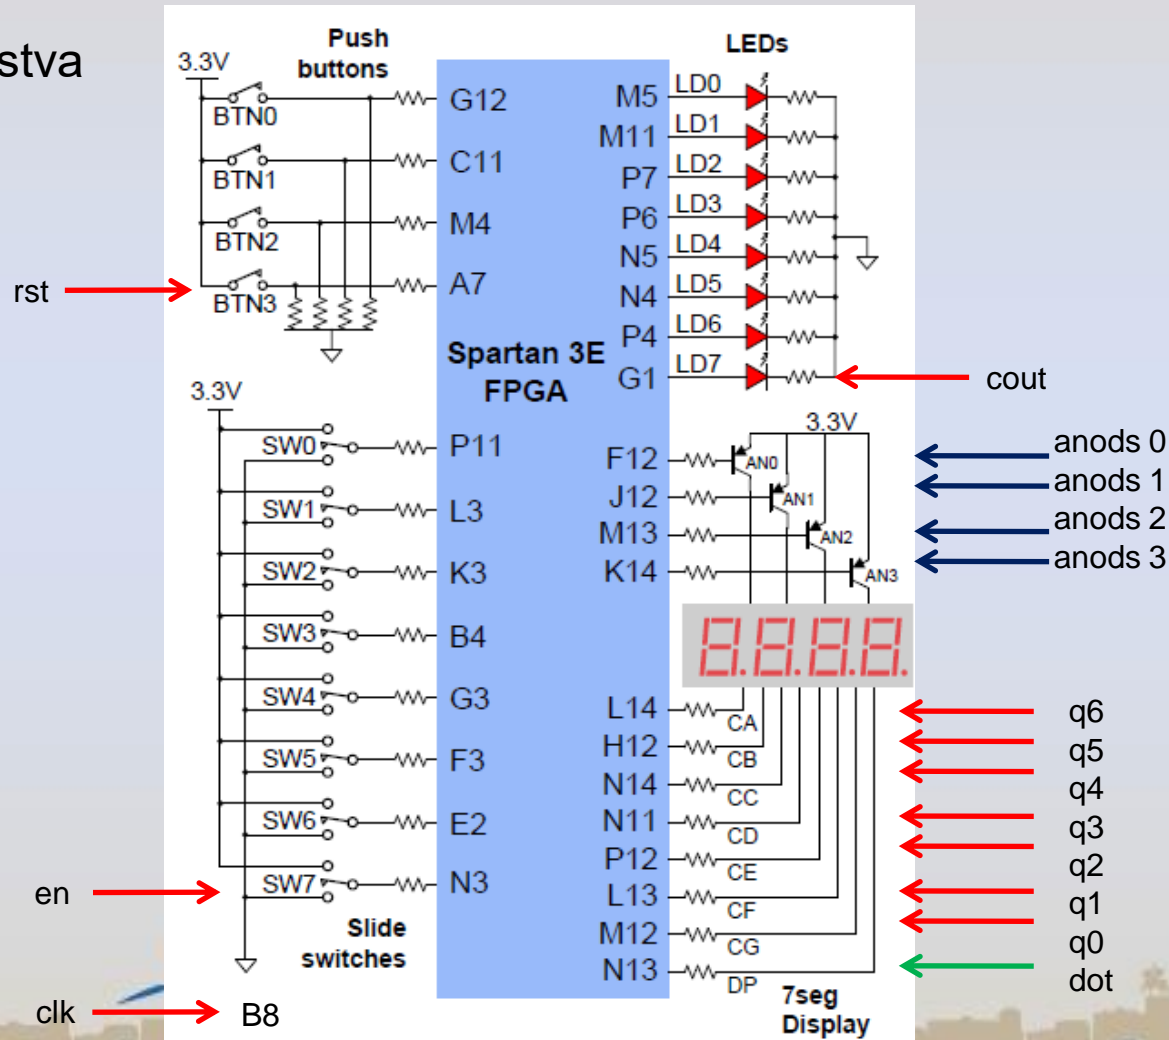 stva
Push
buttons
3.3V
BTN0
BTN1
BTN2
BTN3
rst
G12
C11
M4
A7
Spartan 3E
FPGA
LEDs
M5 LD0
M11 LD1
P7 LD2
P6 LD3
N5 LD4
N4 LD5
P4 LD6
G1 LD7
cout
3.3V
SW0 P11
SW1 L3
SW2 K3
SW3 B4
SW4 G3
SW5 F3
SW6 E2
SW7 N3
en
Slide
switches
clk B8
3.3V
F12 AN0
J12 AN1
M13 AN2
K14 AN3
anods 0
anods 1
anods 2
anods 3
8.8.8.8.
L14 CA
H12 CB
N14 CC
N11 CD
P12 CE
L13 CF
M12 CG
N13 DP
q6
q5
q4
q3
q2
q1
q0
dot
7seg
Display